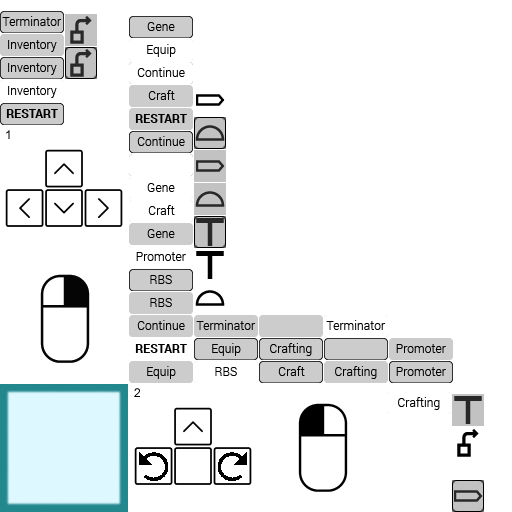 Terminator
Inventory
Inventory
Inventory
RESTART
1
Gene
Equip
Continue
Craft
RESTART
Continue
Gene
Craft
Gene
Promoter
RBS
RBS
Continue Terminator Terminator
RESTART Equip Crafting Promoter
Equip RBS Craft Crafting Promoter
2
Crafting